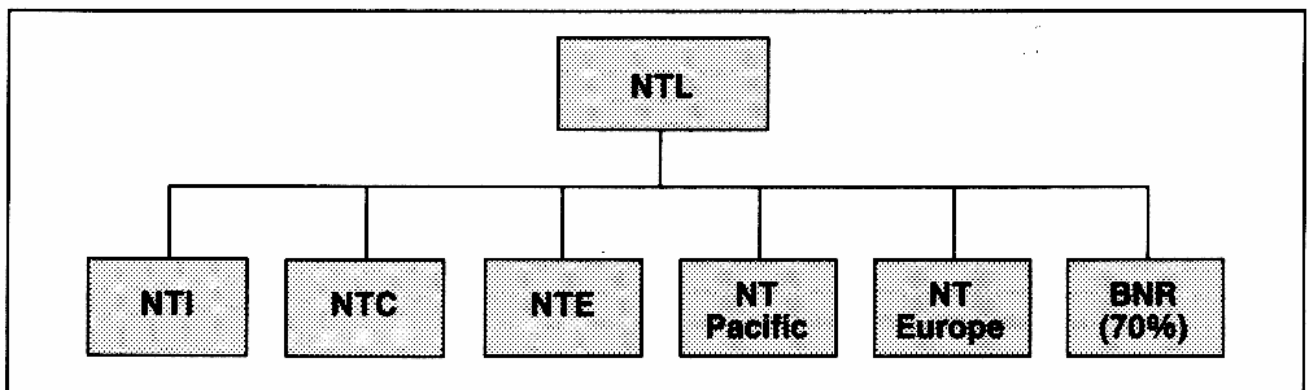 NTL
NTI
NTC
NTE
NT
Pacific
NT
Europe
BNR
(70%)